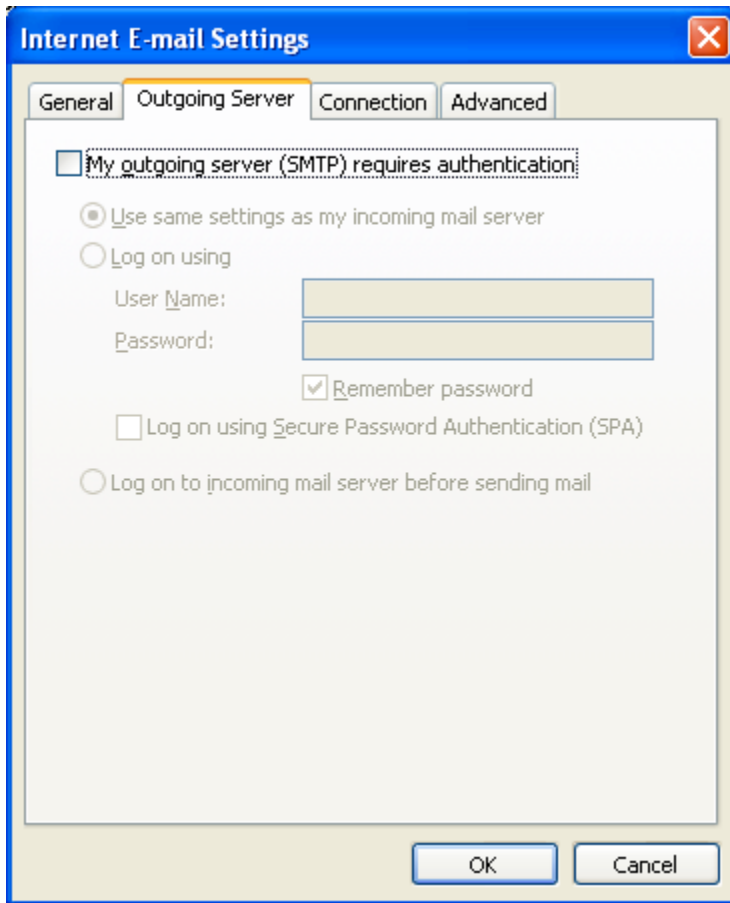 Internet E-mail Settings
General Outgoing Server Connection Advanced
My outgoing server (SMTP) requires authentication
Use same settings as my incoming mail server
Log on using
User Name:
Password:
Remember password
Log on using Secure Password Authentication (SPA)
Log on to incoming mail server before sending mail
OK Cancel